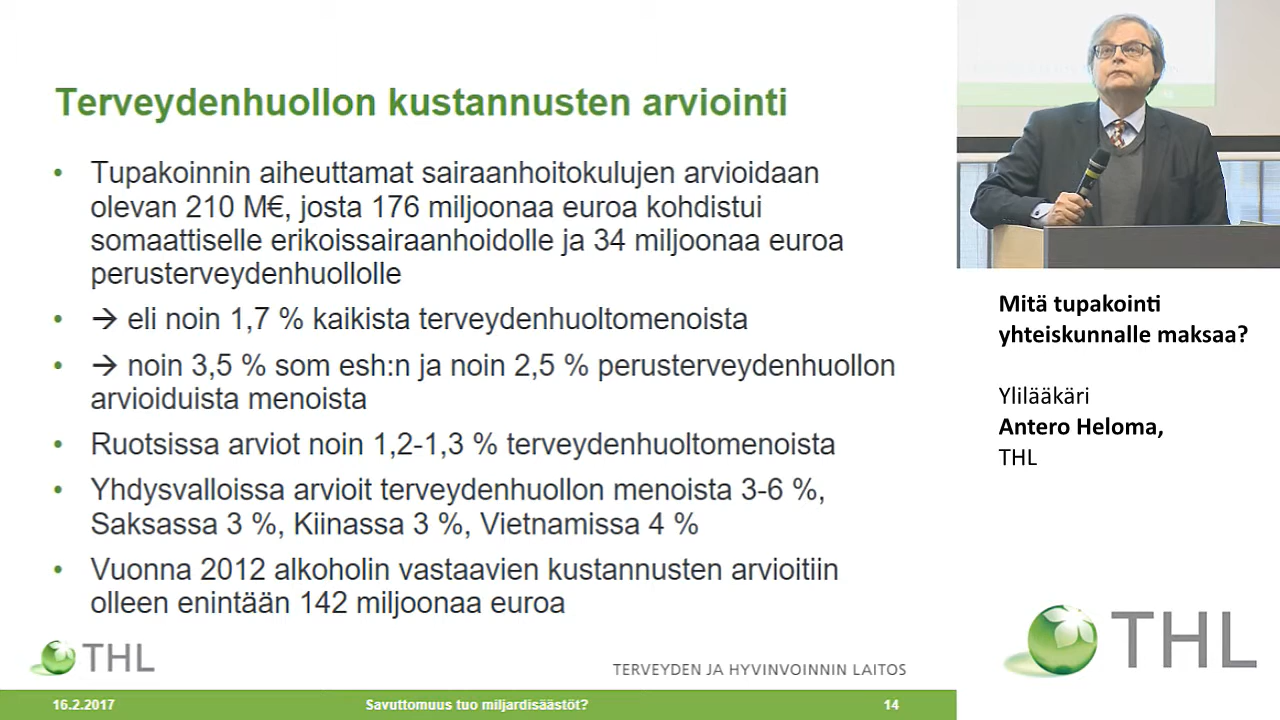 Terveydenhuollon kustannusten arviointi
• Tupakoinnin aiheuttamat sairaanhoitokulujen arvioidaan
olevan 210 M€, josta 176 miljoonaa euroa kohdistui
somaattiselle erikoissairaanhoidolle ja 34 miljoonaa euroa
perusterveydenhuollolle
• → eli noin 1,7 % kaikista terveydenhuoltomenoista
• → noin 3,5 % som esh:n ja noin 2,5 % perusterveydenhuollon
arvioiduista menoista
• Ruotsissa arviot noin 1,2-1,3 % terveydenhuoltomenoista
• Yhdysvalloissa arvioit terveydenhuollon menoista 3-6 %,
Saksassa 3 %, Kiinassa 3 %, Vietnamissa 4 %
• Vuonna 2012 alkoholin vastaavien kustannusten arvioitiin
olleen enintään 142 miljoonaa euroa
THL
TERVEYDEN JA HYVINVOINNIN LAITOS
16.2.2017 Savuttomuus tuo miljardisäästöt? 14
Mitä tupakointi
yhteiskunnalle maksaa?
Ylilääkäri
Antero Heloma,
THL
THL